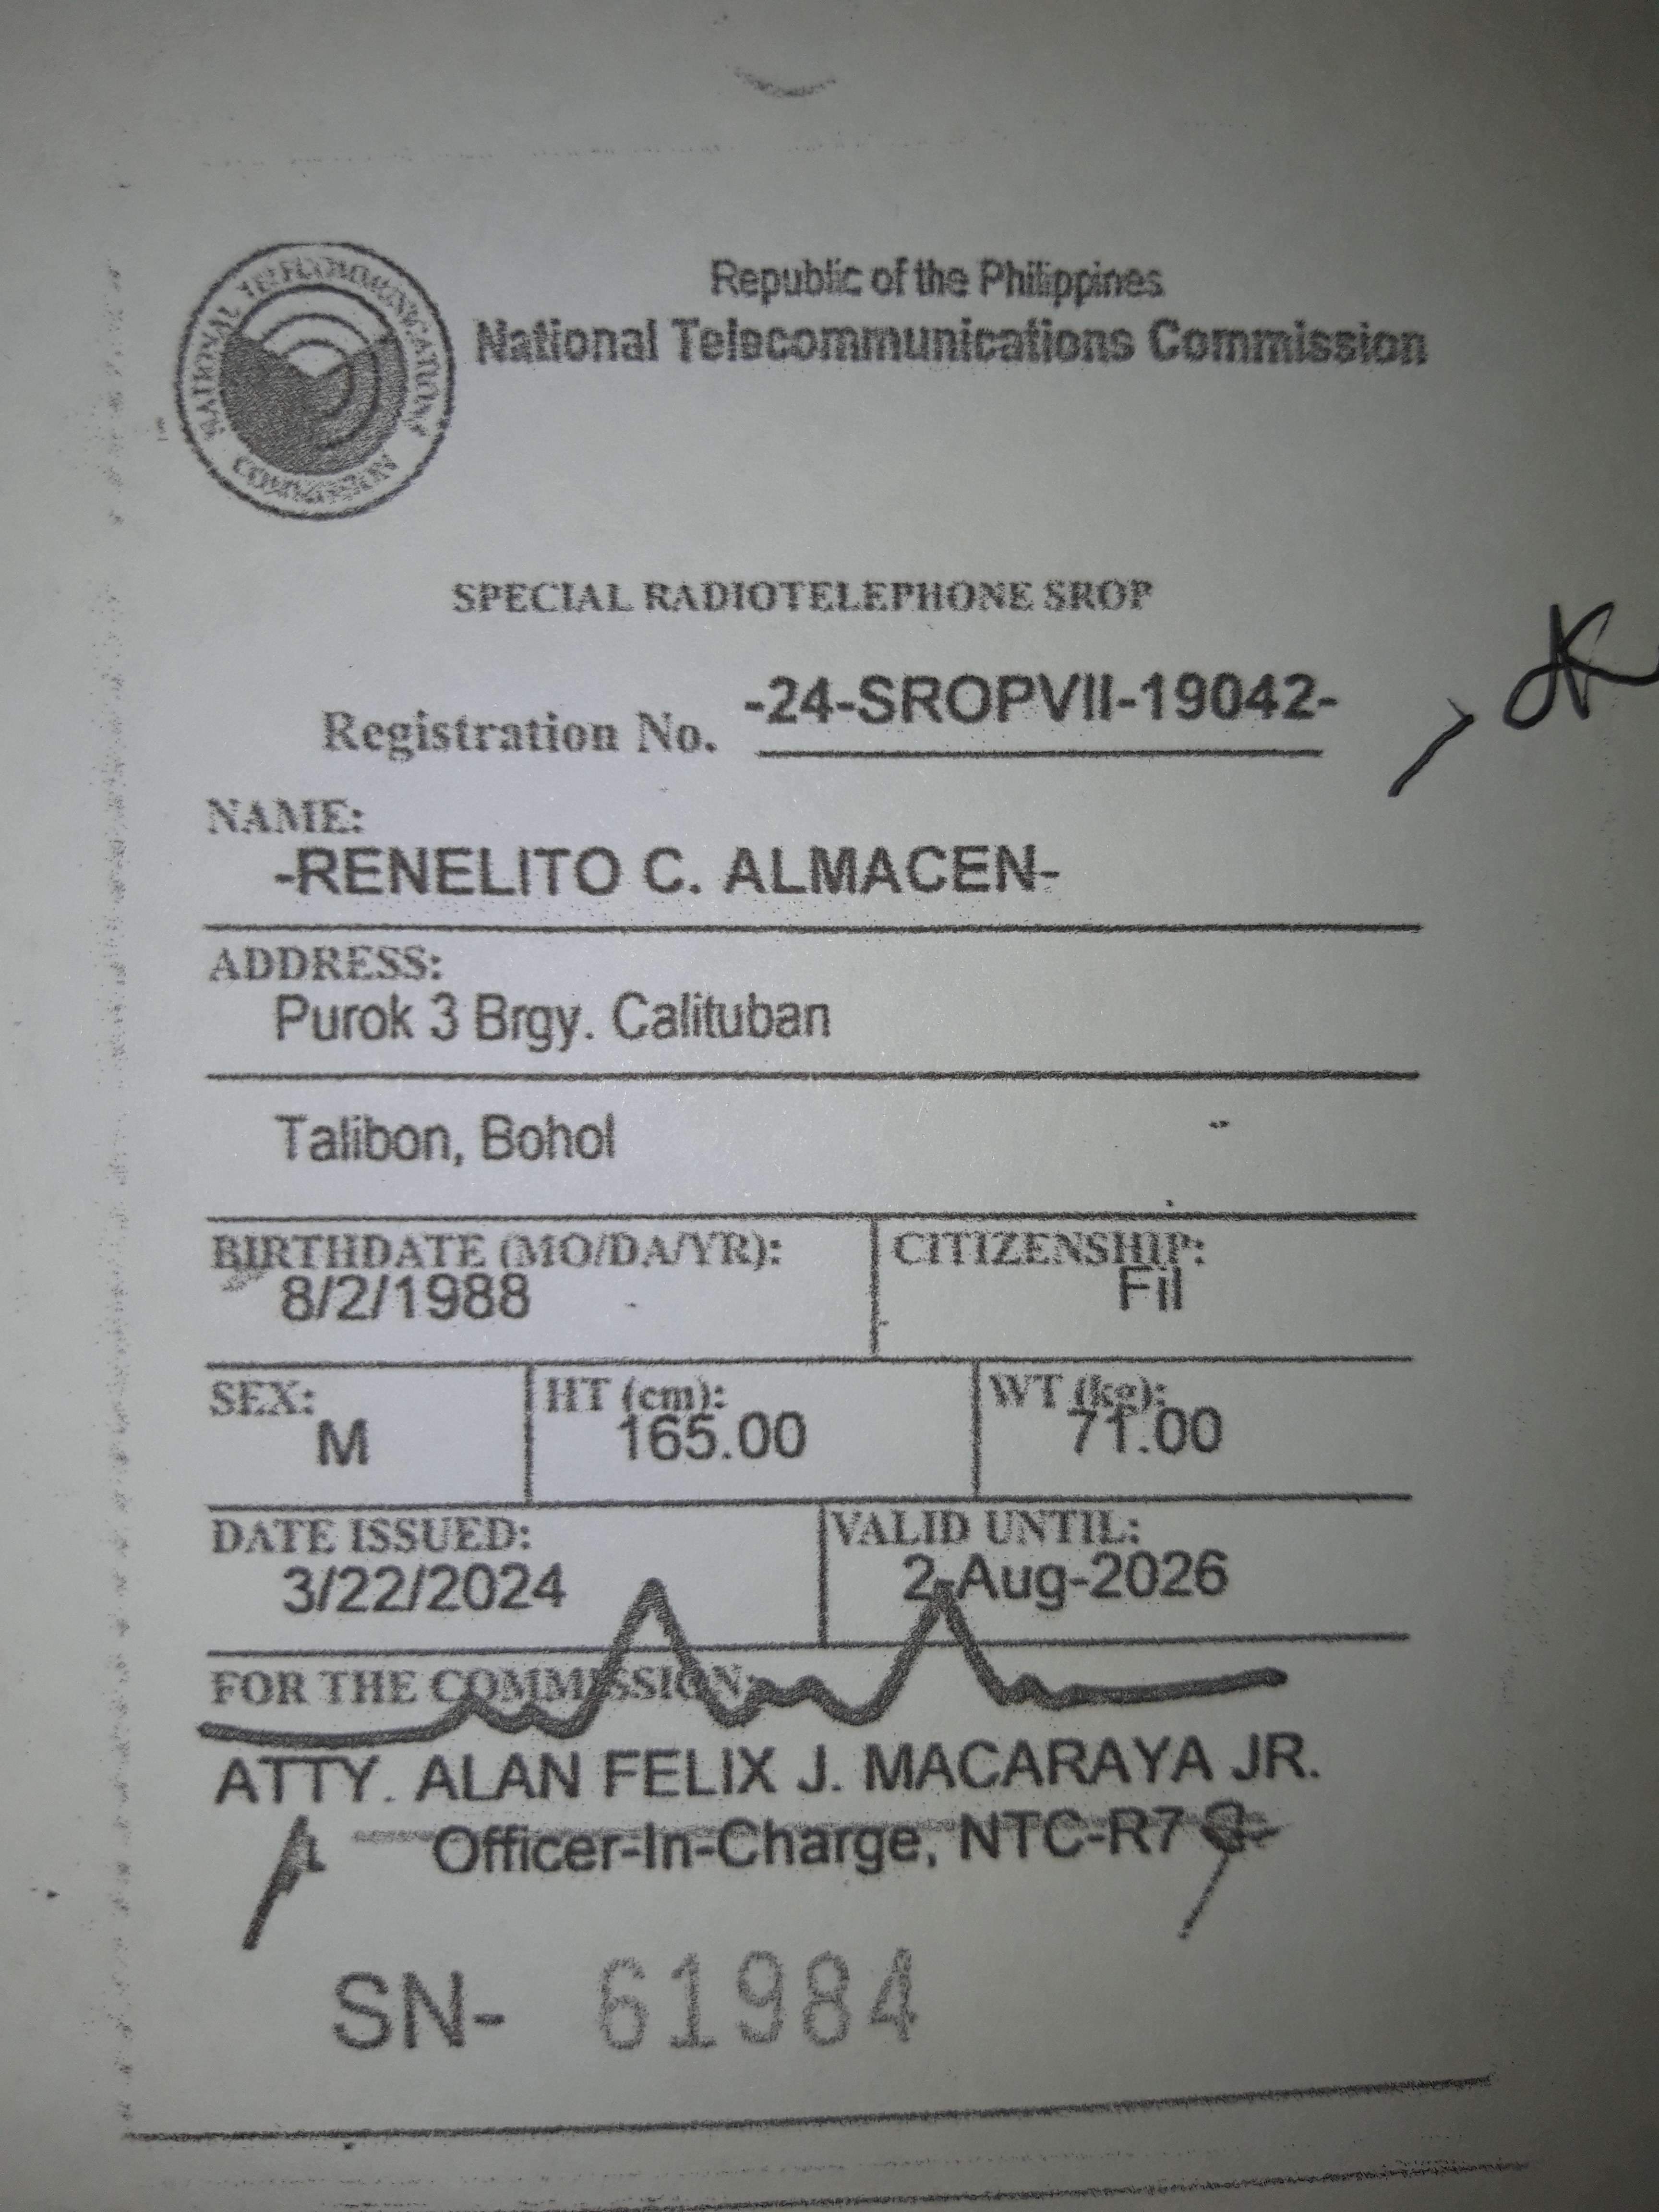 NATIONAL TELECOMMUNICATIONS COMMISSION
Republic of the Philippines
National Telecommunications Commission
SPECIAL RADIOTELEPHONE SROP
Registration No. -24-SROPVII-19042-
NAME:
-RENELITO C. ALMACEN-
ADDRESS:
Purok 3 Brgy. Calituban
Talibon, Bohol
BIRTHDATE (MO/DA/YR): CITIZENSHIP:
8/2/1988 Fil
SEX: HT (cm): WT (kg):
M 165.00 71.00
DATE ISSUED: VALID UNTIL:
3/22/2024 2-Aug-2026
FOR THE COMMISSION:
ATTY. ALAN FELIX J. MACARAYA JR.
Officer-In-Charge, NTC-R7
SN- 61984